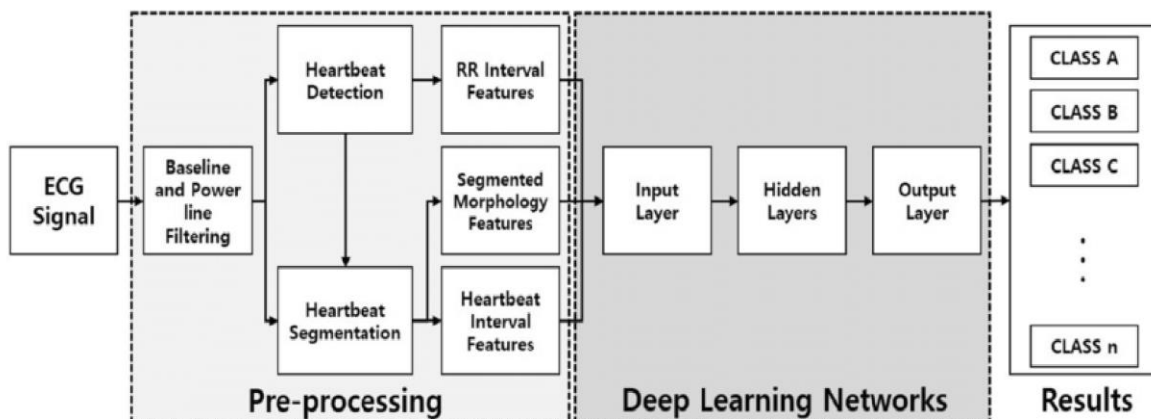 ECG
Signal
Baseline
and Power
line
Filtering
Heartbeat
Detection
Heartbeat
Segmentation
RR Interval
Features
Segmented
Morphology
Features
Heartbeat
Interval
Features
Pre-processing
Input
Layer
Hidden
Layers
Output
Layer
Deep Learning Networks
CLASS A
CLASS B
CLASS C
CLASS n
Results